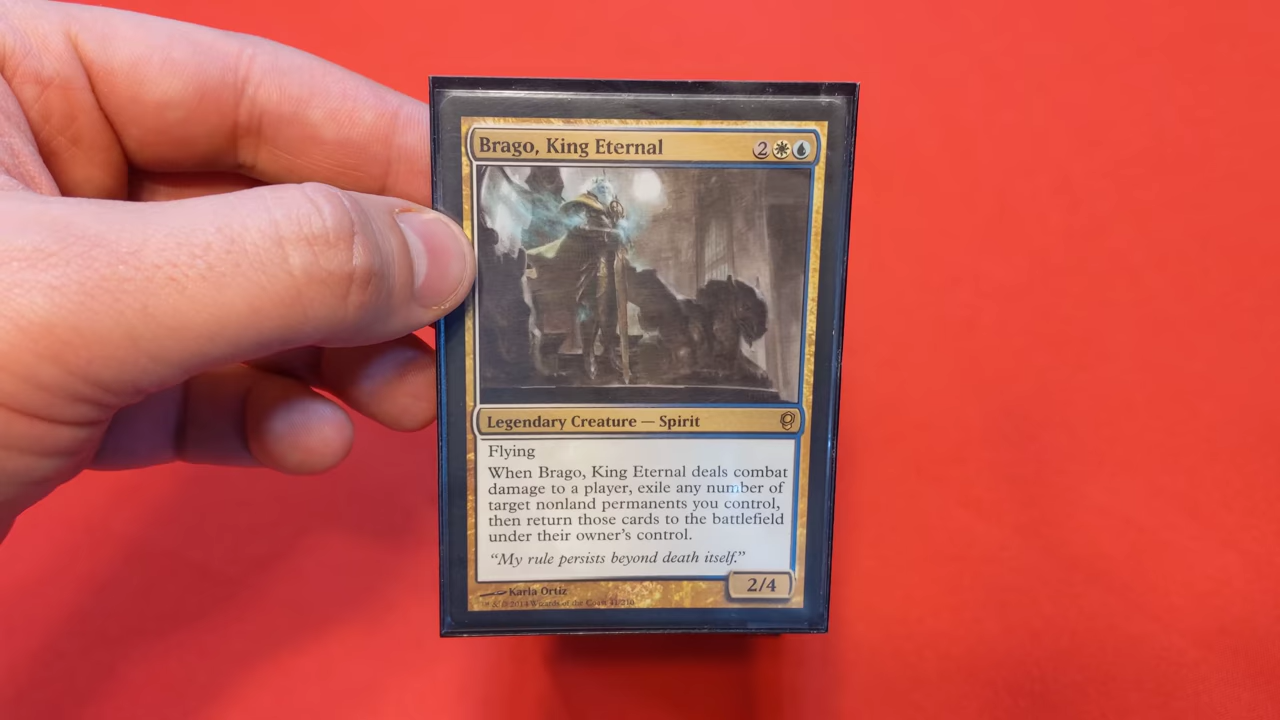 Brago, King Eternal 2
Legendary Creature — Spirit
Flying
When Brago, King Eternal deals combat
damage to a player, exile any number of
target nonland permanents you control,
then return those cards to the battlefield
under their owner's control.
“My rule persists beyond death itself.”
2/4
Karla Ortiz
Wizards of the Coast